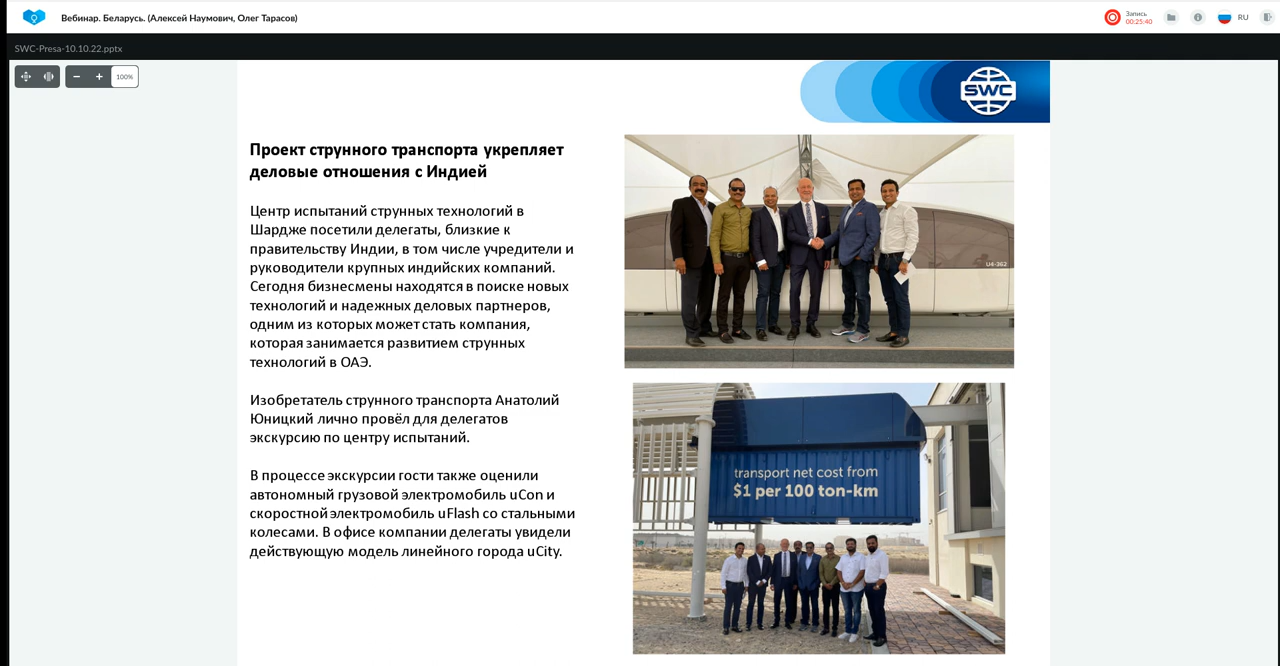 Вебинар. Беларусь. (Алексей Наумович, Олег Тарасов)
Запись
00:25:40
RU
SWC-Presa-10.10.22.pptx
100%
SWC
Проект струнного транспорта укрепляет
деловые отношения с Индией
Центр испытаний струнных технологий в
Шардже посетили делегаты, близкие к
правительству Индии, в том числе учредители и
руководители крупных индийских компаний.
Сегодня бизнесмены находятся в поиске новых
технологий и надежных деловых партнеров,
одним из которых может стать компания,
которая занимается развитием струнных
технологий в ОАЭ.
Изобретатель струнного транспорта Анатолий
Юницкий лично провёл для делегатов
экскурсию по центру испытаний.
В процессе экскурсии гости также оценили
автономный грузовой электромобиль uCon и
скоростной электромобиль uFlash со стальными
колесами. В офисе компании делегаты увидели
действующую модель линейного города uCity.
U4-362
transport net cost from
$1 per 100 ton-km